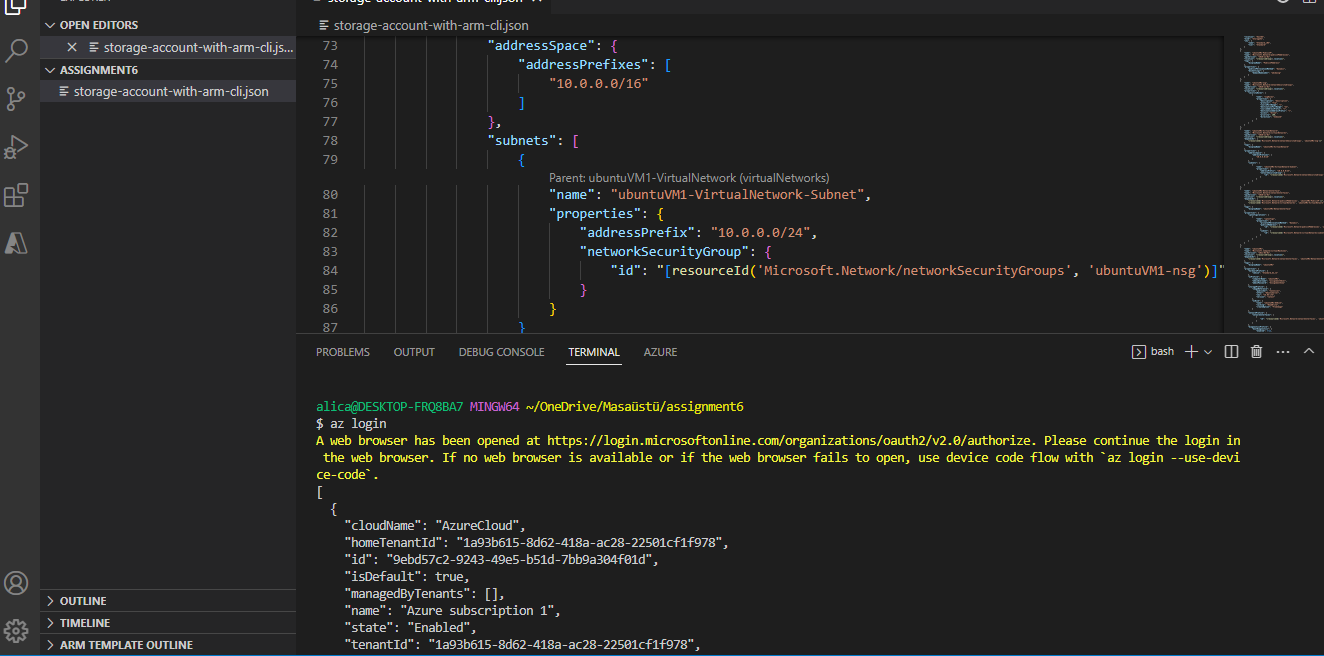 OPEN EDITORS
storage-account-with-arm-cli.js...
ASSIGNMENT6
storage-account-with-arm-cli.json
OUTLINE
TIMELINE
ARM TEMPLATE OUTLINE
storage-account-with-arm-cli.json
73 "addressSpace": {
74 "addressPrefixes": [
75 "10.0.0.0/16"
76 ]
77 },
78 "subnets": [
79 {
Parent: ubuntuVM1-VirtualNetwork (virtualNetworks)
80 "name": "ubuntuVM1-VirtualNetwork-Subnet",
81 "properties": {
82 "addressPrefix": "10.0.0.0/24",
83 "networkSecurityGroup": {
84 "id": "[resourceId('Microsoft.Network/networkSecurityGroups', 'ubuntuVM1-nsg')]"
85 }
86 }
87 }
PROBLEMS OUTPUT DEBUG CONSOLE TERMINAL AZURE
bash
alica@DESKTOP-FRQ8BA7 MINGW64 ~/OneDrive/Masaüstü/assignment6
$ az login
A web browser has been opened at https://login.microsoftonline.com/organizations/oauth2/v2.0/authorize. Please continue the login in
the web browser. If no web browser is available or if the web browser fails to open, use device code flow with `az login --use-devi
ce-code`.
[
{
"cloudName": "AzureCloud",
"homeTenantId": "1a93b615-8d62-418a-ac28-22501cf1f978",
"id": "9ebd57c2-9243-49e5-b51d-7bb9a304f01d",
"isDefault": true,
"managedByTenants": [],
"name": "Azure subscription 1",
"state": "Enabled",
"tenantId": "1a93b615-8d62-418a-ac28-22501cf1f978",